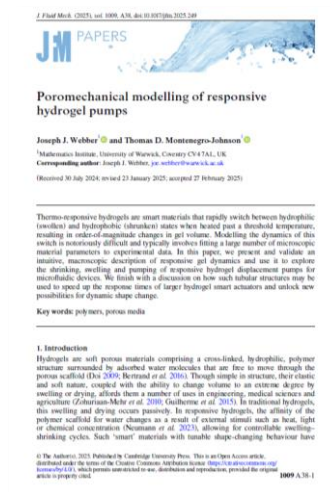 J. Fluid Mech. (2025), vol. 1009, A38, doi:10.1017/jfm.2025.249
JFM PAPERS
Poromechanical modelling of responsive
hydrogel pumps
Joseph J. Webber¹ and Thomas D. Montenegro-Johnson¹
¹Mathematics Institute, University of Warwick, Coventry CV4 7AL, UK
Corresponding author: Joseph J. Webber, joe.webber@warwick.ac.uk
(Received 30 July 2024; revised 23 January 2025; accepted 27 February 2025)
Thermo-responsive hydrogels are smart materials that rapidly switch between hydrophilic
(swollen) and hydrophobic (shrunken) states when heated past a threshold temperature,
resulting in order-of-magnitude changes in gel volume. Modelling the dynamics of this
switch is notoriously difficult and typically involves fitting a large number of microscopic
material parameters to experimental data. In this paper, we present and validate an
intuitive, macroscopic description of responsive gel dynamics and use it to explore
the shrinking, swelling and pumping of responsive hydrogel displacement pumps for
microfluidic devices. We finish with a discussion on how such tubular structures may be
used to speed up the response times of larger hydrogel smart actuators and unlock new
possibilities for dynamic shape change.
Key words: polymers, porous media
1. Introduction
Hydrogels are soft porous materials comprising a cross-linked, hydrophilic, polymer
structure surrounded by adsorbed water molecules that are free to move through the
porous scaffold (Doi 2009; Bertrand et al. 2016). Though simple in structure, their elastic
and soft nature, coupled with the ability to change volume to an extreme degree by
swelling or drying, affords them a number of uses in engineering, medical sciences and
agriculture (Zohuriaan-Mehr et al. 2010; Guilherme et al. 2015). In traditional hydrogels,
this swelling and drying occurs passively. In responsive hydrogels, the affinity of the
polymer scaffold for water changes as a result of external stimuli such as heat, light
or chemical concentration (Neumann et al. 2023), allowing for controllable swelling–
shrinking cycles. Such 'smart' materials with tunable shape-changing behaviour have
© The Author(s), 2025. Published by Cambridge University Press. This is an Open Access article,
distributed under the terms of the Creative Commons Attribution licence (https://creativecommons.org/
licenses/by/4.0/), which permits unrestricted re-use, distribution and reproduction, provided the original
article is properly cited.
1009 A38-1